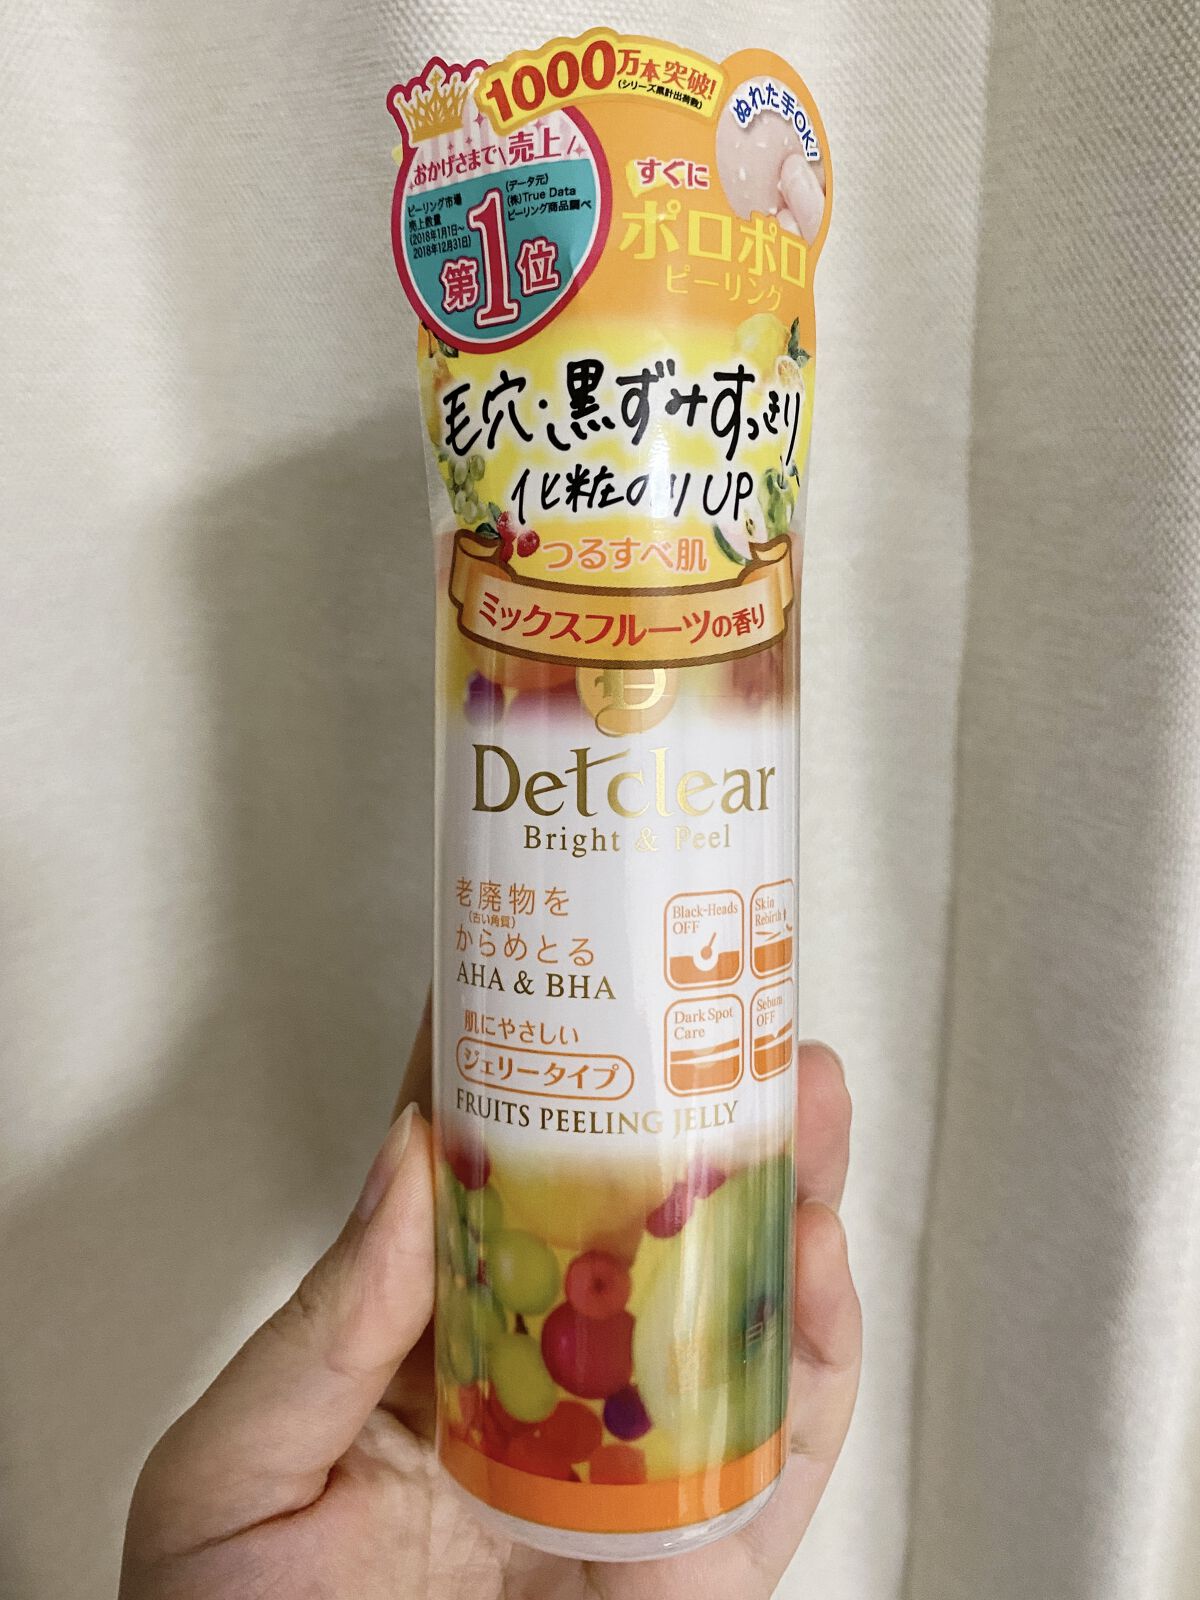 1000万本突破!
(シリーズ累計出荷数)
ぬれた手OK!
おかげさまで売上
ピーリング市場
売上数量
(2018年1月1日~
2018年12月31日)
(データ元)
(株)True Data
ピーリング商品調べ
第1位
すぐに
ポロポロ
ピーリング
毛穴・黒ずみすっきり
化粧のりUP
つるすべ肌
ミックスフルーツの香り
D
Detclear
Bright & Peel
老廃物を
(古い角質)
からめとる
AHA & BHA
肌にやさしい
ジェリータイプ
FRUITS PEELING JELLY
Black-Heads
OFF
Skin
Rebirth
Dark Spot
Care
Sebum
OFF